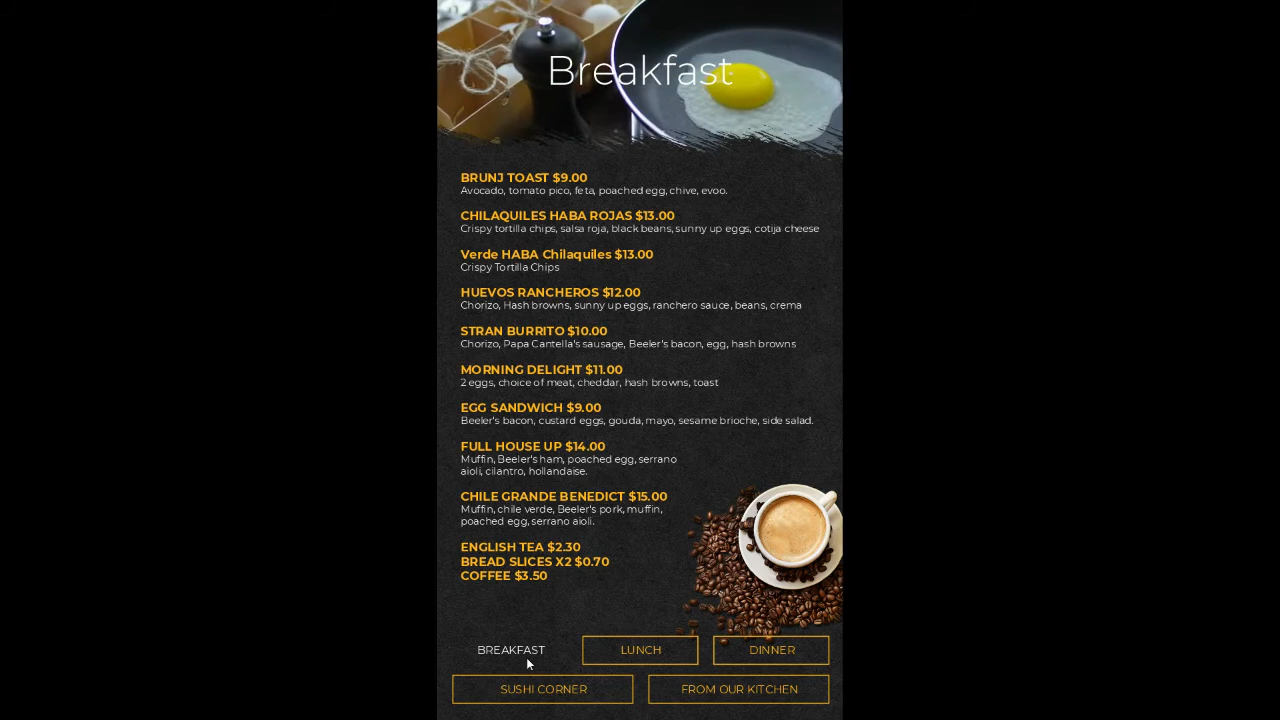 Breakfast
BRUNJ TOAST $9.00
Avocado, tomato pico, feta, poached egg, chive, evoo.
CHILAQUILES HABA ROJAS $13.00
Crispy tortilla chips, salsa roja, black beans, sunny up eggs, cotija cheese
Verde HABA Chilaquiles $13.00
Crispy Tortilla Chips
HUEVOS RANCHEROS $12.00
Chorizo, Hash browns, sunny up eggs, ranchero sauce, beans, crema
STRAN BURRITO $10.00
Chorizo, Papa Cantella's sausage, Beeler's bacon, egg, hash browns
MORNING DELIGHT $11.00
2 eggs, choice of meat, cheddar, hash browns, toast
EGG SANDWICH $9.00
Beeler's bacon, custard eggs, gouda, mayo, sesame brioche, side salad.
FULL HOUSE UP $14.00
Muffin, Beeler's ham, poached egg, serrano
aioli, cilantro, hollandaise.
CHILE GRANDE BENEDICT $15.00
Muffin, chile verde, Beeler's pork, muffin,
poached egg, serrano aioli.
ENGLISH TEA $2.30
BREAD SLICES X2 $0.70
COFFEE $3.50
BREAKFAST
LUNCH
DINNER
SUSHI CORNER
FROM OUR KITCHEN